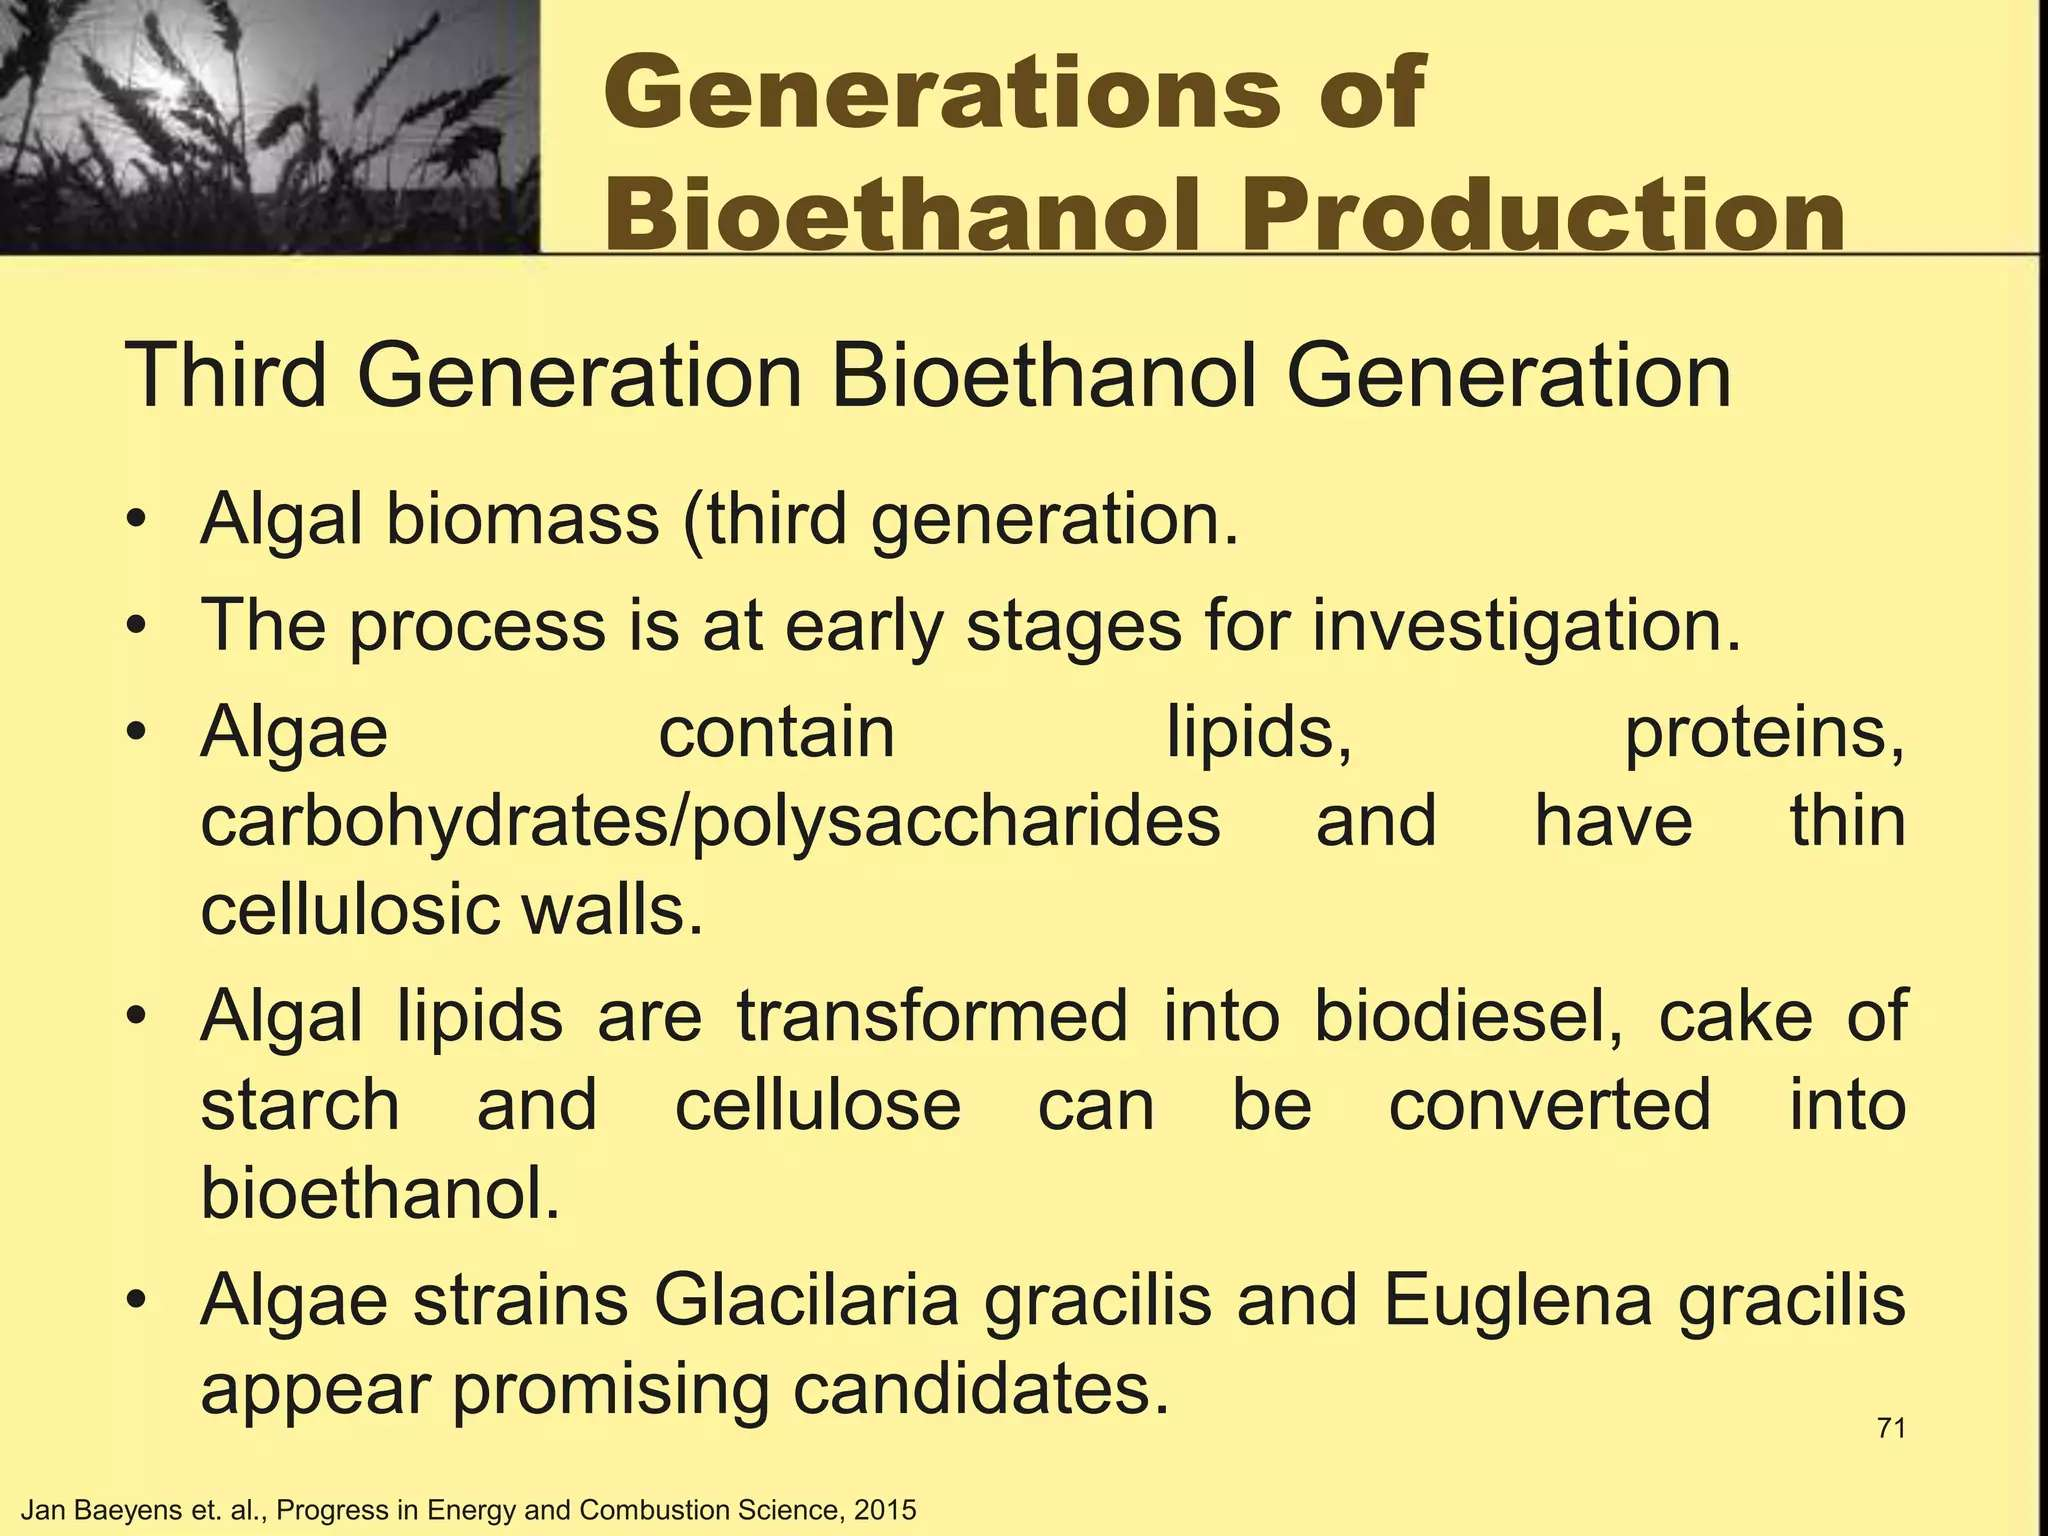 Generations of
Bioethanol Production
Third Generation Bioethanol Generation
• Algal biomass (third generation.
• The process is at early stages for investigation.
• Algae contain lipids, proteins,
carbohydrates/polysaccharides and have thin
cellulosic walls.
• Algal lipids are transformed into biodiesel, cake of
starch and cellulose can be converted into
bioethanol.
• Algae strains Glacilaria gracilis and Euglena gracilis
appear promising candidates.
71
Jan Baeyens et. al., Progress in Energy and Combustion Science, 2015